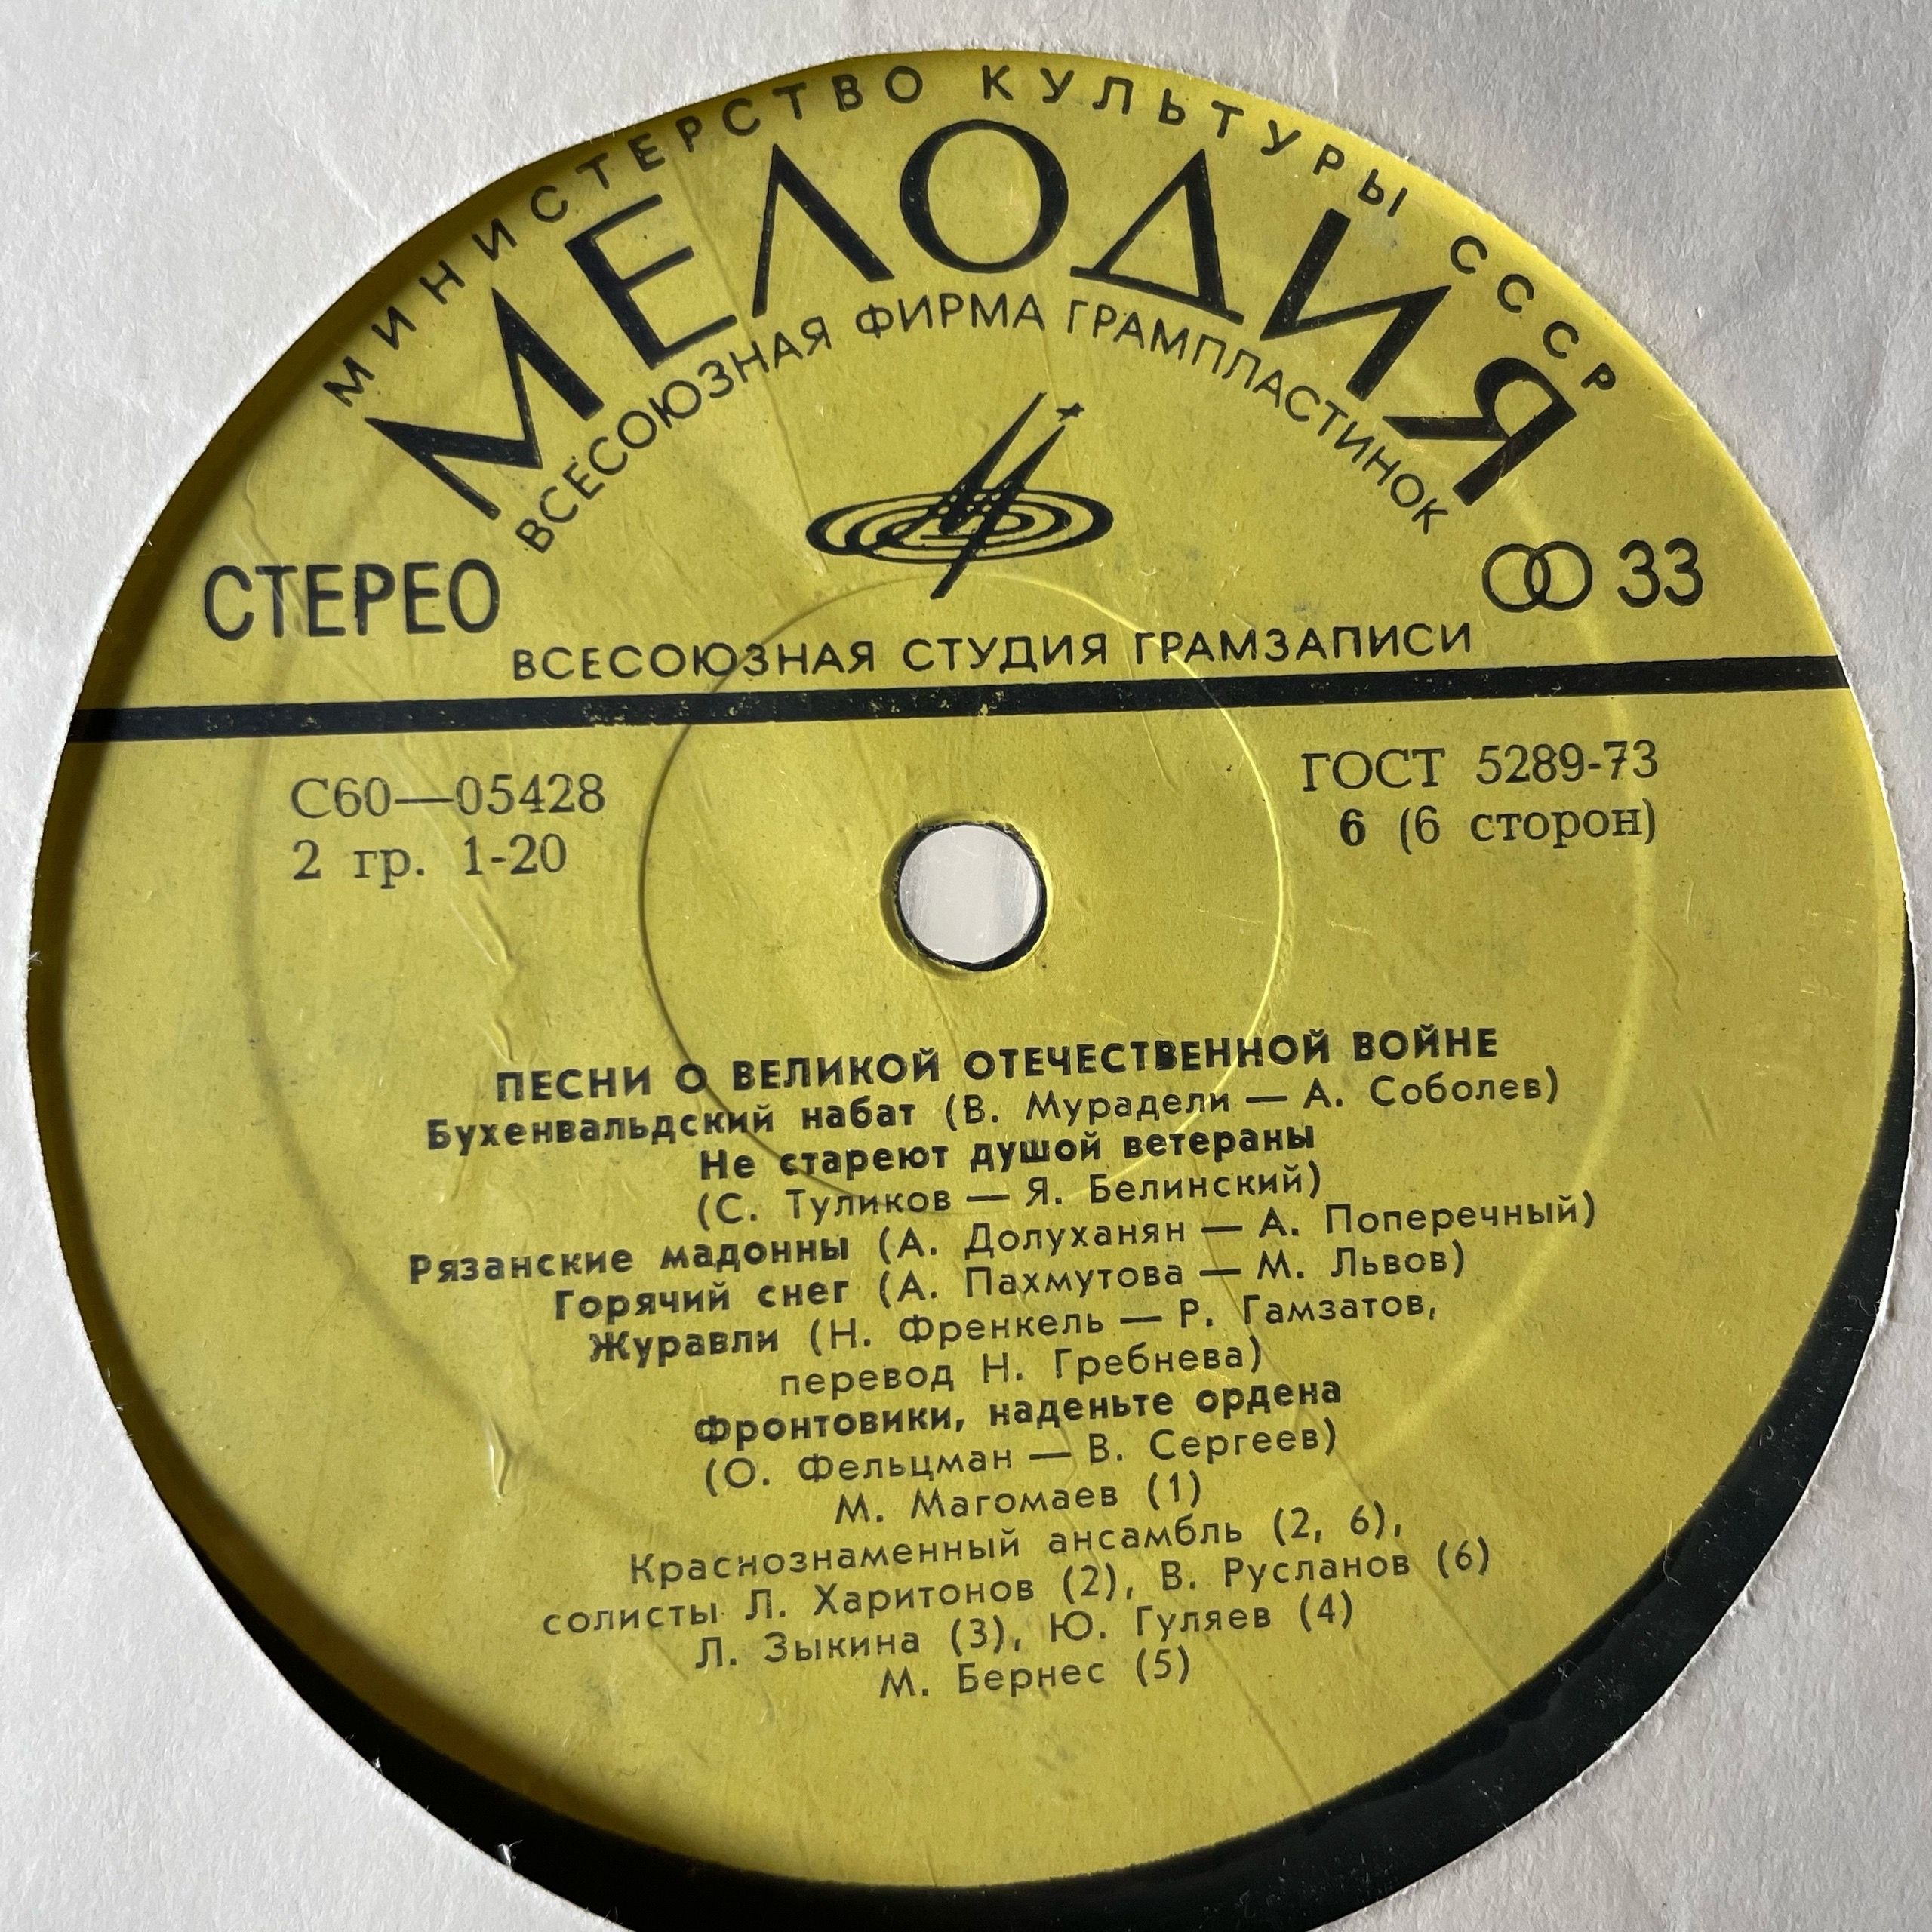 МИНИСТЕРСТВО КУЛЬТУРЫ СССР
МЕЛОДИЯ
ВСЕСОЮЗНАЯ ФИРМА ГРАМПЛАСТИНОК
СТЕРЕО
33
ВСЕСОЮЗНАЯ СТУДИЯ ГРАМЗАПИСИ
С60—05428
2 гр. 1-20
ГОСТ 5289-73
6 (6 сторон)
ПЕСНИ О ВЕЛИКОЙ ОТЕЧЕСТВЕННОЙ ВОЙНЕ
Бухенвальдский набат (В. Мурадели — А. Соболев)
Не стареют душой ветераны
(С. Туликов — Я. Белинский)
Рязанские мадонны (А. Долуханян — А. Поперечный)
Горячий снег (А. Пахмутова — М. Львов)
Журавли (Н. Френкель — Р. Гамзатов,
перевод Н. Гребнева)
Фронтовики, наденьте ордена
(О. Фельцман — В. Сергеев)
М. Магомаев (1)
Краснознаменный ансамбль (2, 6),
солисты Л. Харитонов (2), В. Русланов (6)
Л. Зыкина (3), Ю. Гуляев (4)
М. Бернес (5)